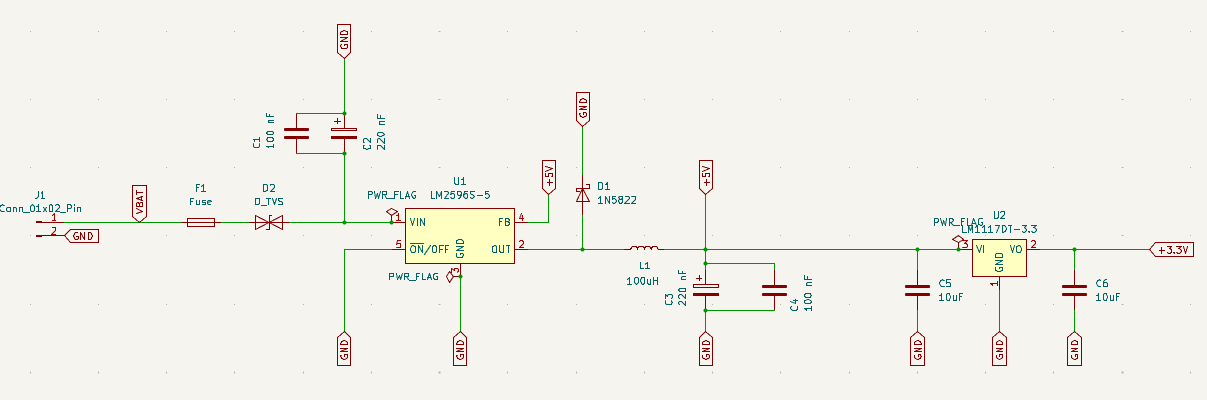 GND
C1
100 nF
+
C2
220 nF
J1
Conn_01x02_Pin
1
2
GND
VBAT
F1
Fuse
D2
D_TVS
PWR_FLAG
U1
LM2596S-5
1
VIN
FB
4
5
ON/OFF
GND
OUT
2
3
PWR_FLAG
GND
GND
+5V
GND
D1
1N5822
L1
100uH
+5V
+
C3
220 nF
C4
100 nF
GND
PWR_FLAG
U2
LM1117DT-3.3
3
VI
VO
2
GND
1
C5
10uF
GND
GND
C6
10uF
GND
+3.3V